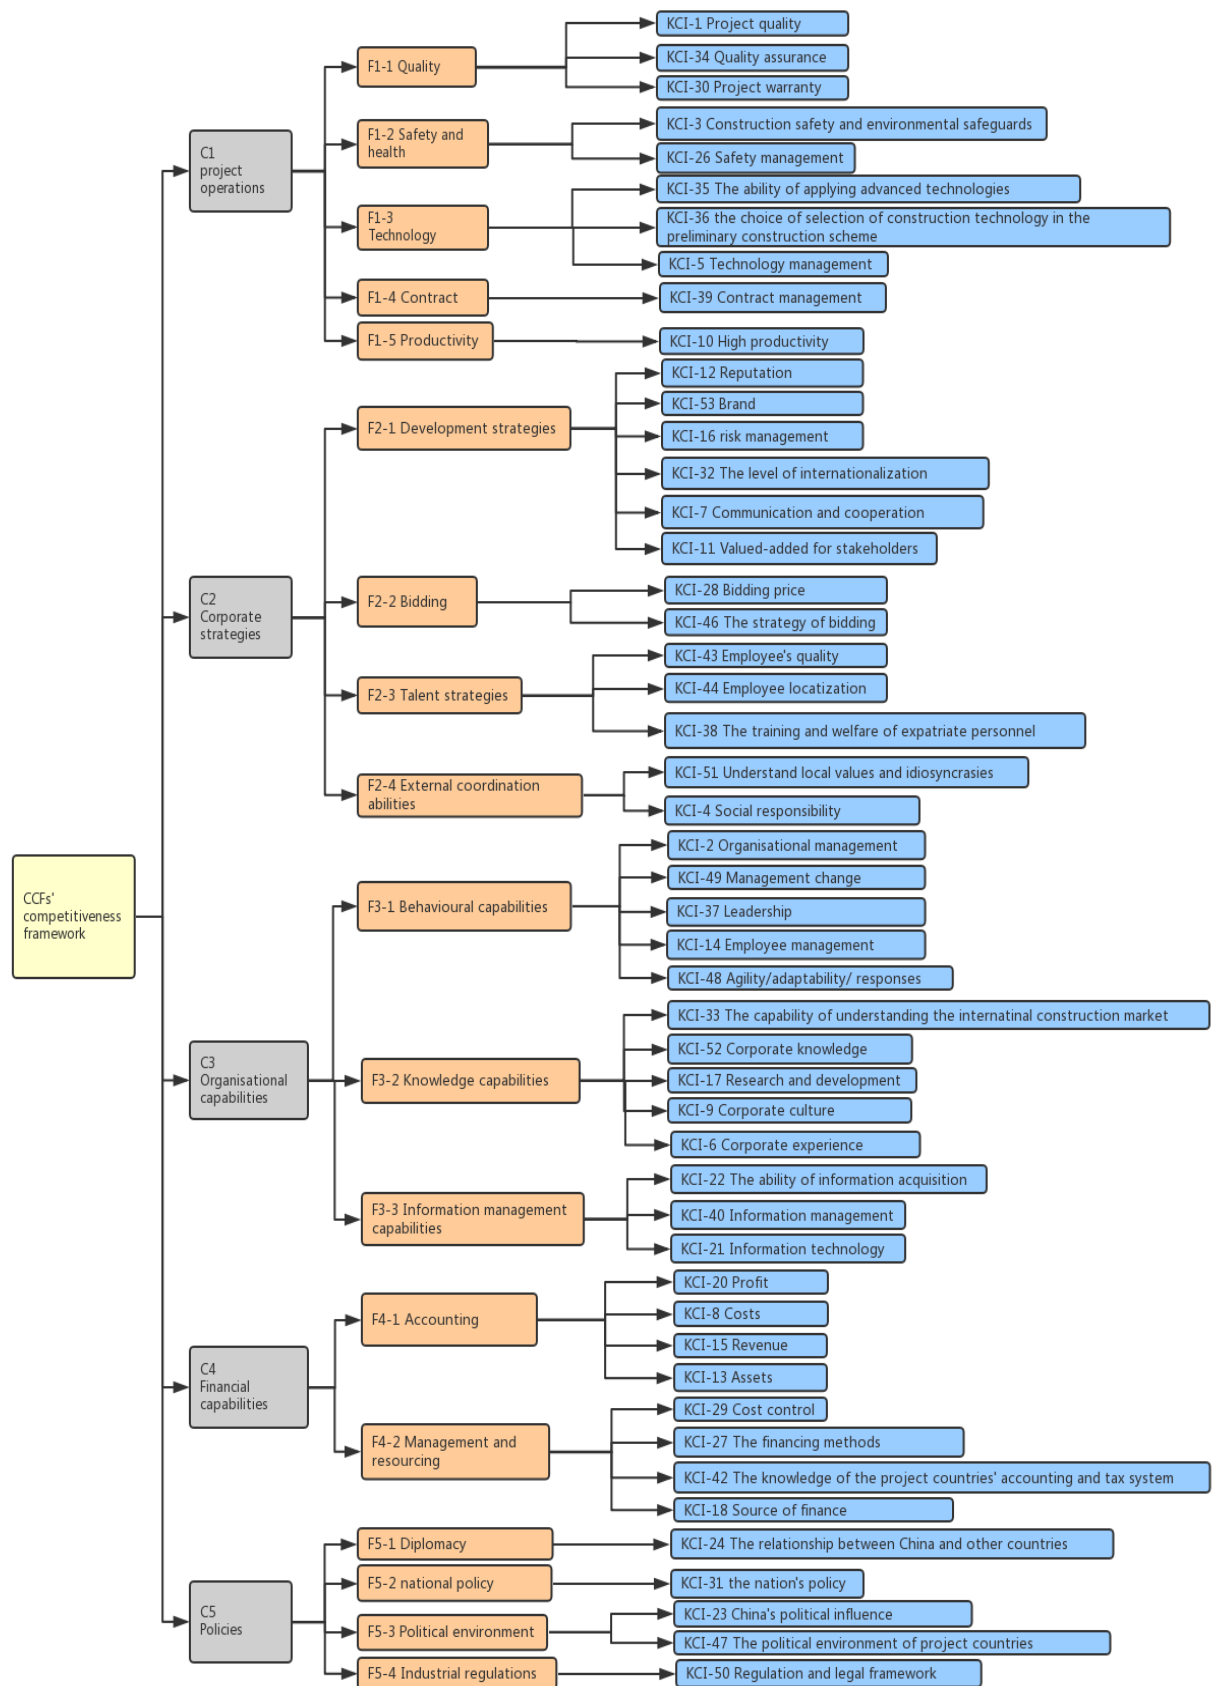 CCFs'
competitiveness
framework
C1
project
operations
F1-1 Quality
KCI-1 Project quality
KCI-34 Quality assurance
KCI-30 Project warranty
F1-2 Safety and
health
KCI-3 Construction safety and environmental safeguards
KCI-26 Safety management
F1-3
Technology
KCI-35 The ability of applying advanced technologies
KCI-36 the choice of selection of construction technology in the
preliminary construction scheme
KCI-5 Technology management
F1-4 Contract
KCI-39 Contract management
F1-5 Productivity
KCI-10 High productivity
C2
Corporate
strategies
F2-1 Development strategies
KCI-12 Reputation
KCI-53 Brand
KCI-16 risk management
KCI-32 The level of internationalization
KCI-7 Communication and cooperation
KCI-11 Valued-added for stakeholders
F2-2 Bidding
KCI-28 Bidding price
KCI-46 The strategy of bidding
F2-3 Talent strategies
KCI-43 Employee's quality
KCI-44 Employee locatization
KCI-38 The training and welfare of expatriate personnel
F2-4 External coordination
abilities
KCI-51 Understand local values and idiosyncrasies
KCI-4 Social responsibility
C3
Organisational
capabilities
F3-1 Behavioural capabilities
KCI-2 Organisational management
KCI-49 Management change
KCI-37 Leadership
KCI-14 Employee management
KCI-48 Agility/adaptability/ responses
F3-2 Knowledge capabilities
KCI-33 The capability of understanding the internatinal construction market
KCI-52 Corporate knowledge
KCI-17 Research and development
KCI-9 Corporate culture
KCI-6 Corporate experience
F3-3 Information management
capabilities
KCI-22 The ability of information acquisition
KCI-40 Information management
KCI-21 Information technology
C4
Financial
capabilities
F4-1 Accounting
KCI-20 Profit
KCI-8 Costs
KCI-15 Revenue
KCI-13 Assets
F4-2 Management and
resourcing
KCI-29 Cost control
KCI-27 The financing methods
KCI-42 The knowledge of the project countries' accounting and tax system
KCI-18 Source of finance
C5
Policies
F5-1 Diplomacy
KCI-24 The relationship between China and other countries
F5-2 national policy
KCI-31 the nation's policy
F5-3 Political environment
KCI-23 China's political influence
KCI-47 The political environment of project countries
F5-4 Industrial regulations
KCI-50 Regulation and legal framework